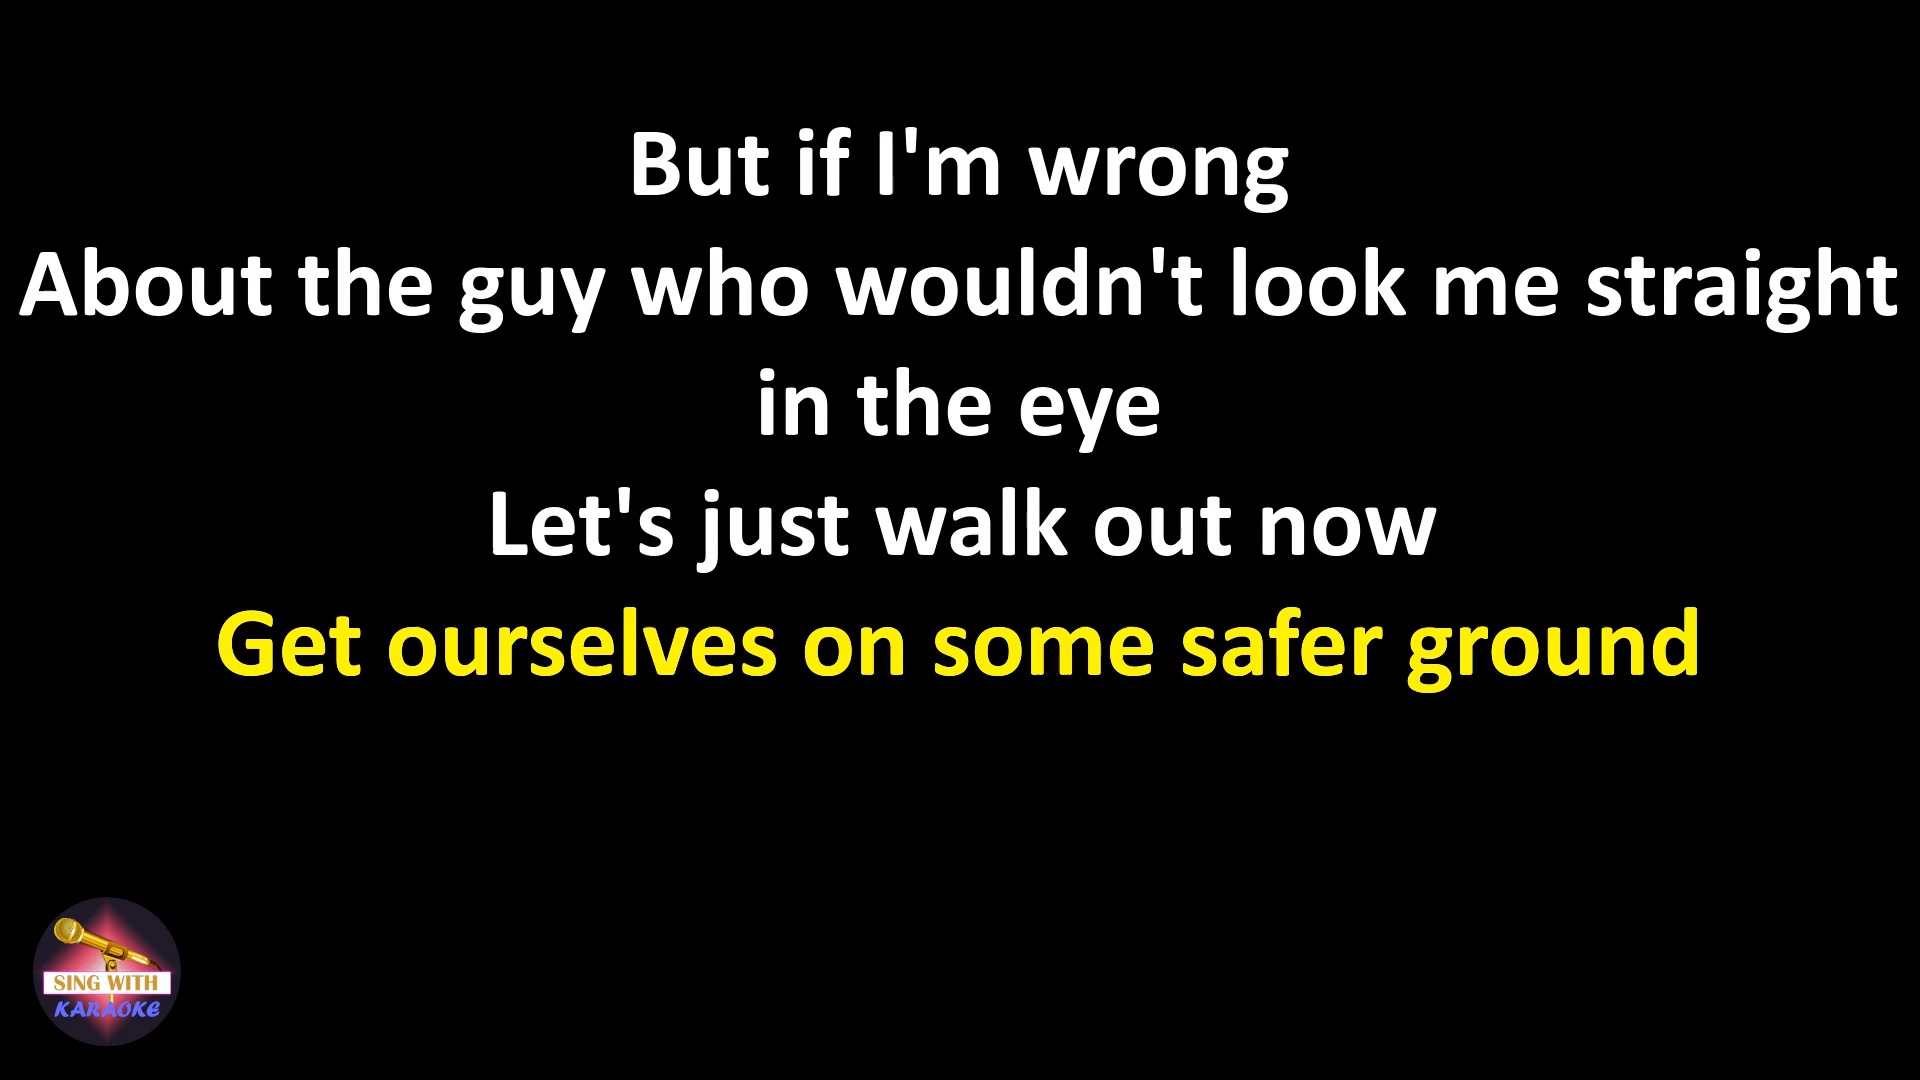 But if I'm wrong
About the guy who wouldn't look me straight
in the eye
Let's just walk out now
Get ourselves on some safer ground
SING WITH
KARAOKE